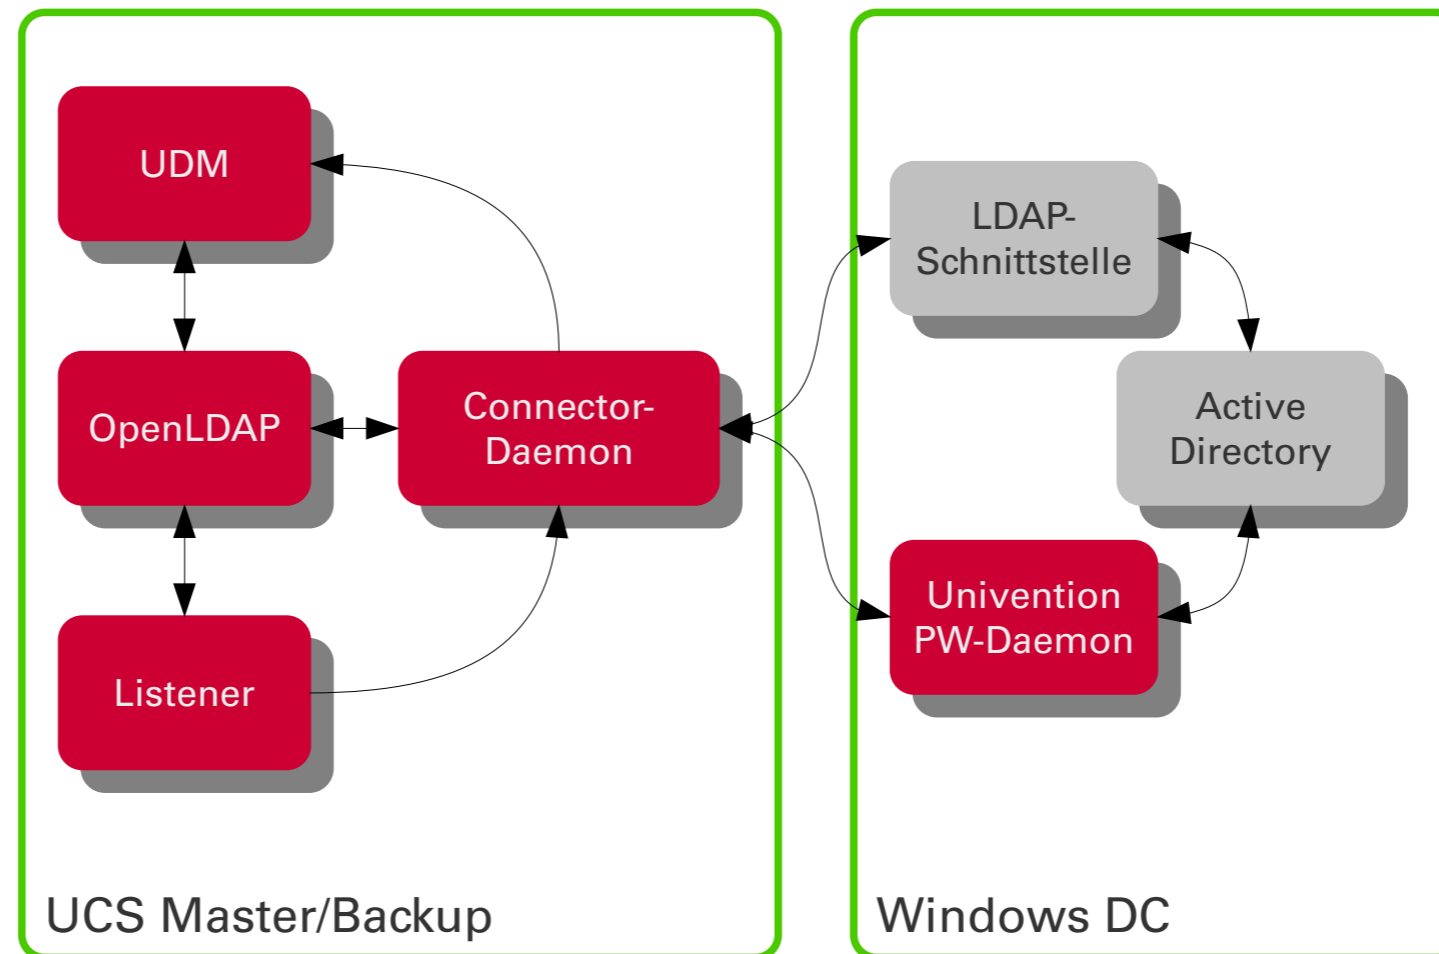 UDM
OpenLDAP
Listener
Connector-
Daemon
UCS Master/Backup
LDAP-
Schnittstelle
Active
Directory
Univention
PW-Daemon
Windows DC